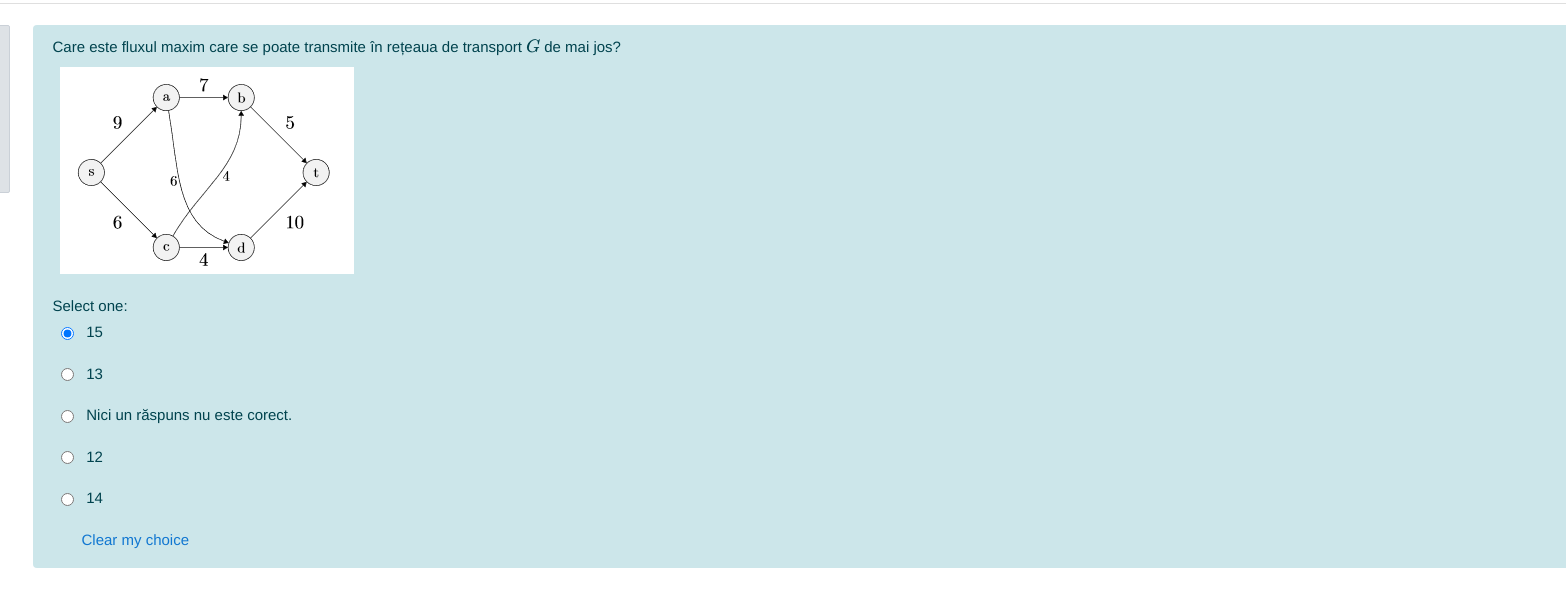 Care este fluxul maxim care se poate transmite în rețeaua de transport G de mai jos?
7
a
b
9
5
s
6
4
t
6
10
c
d
4
Select one:
15
13
Nici un răspuns nu este corect.
12
14
Clear my choice